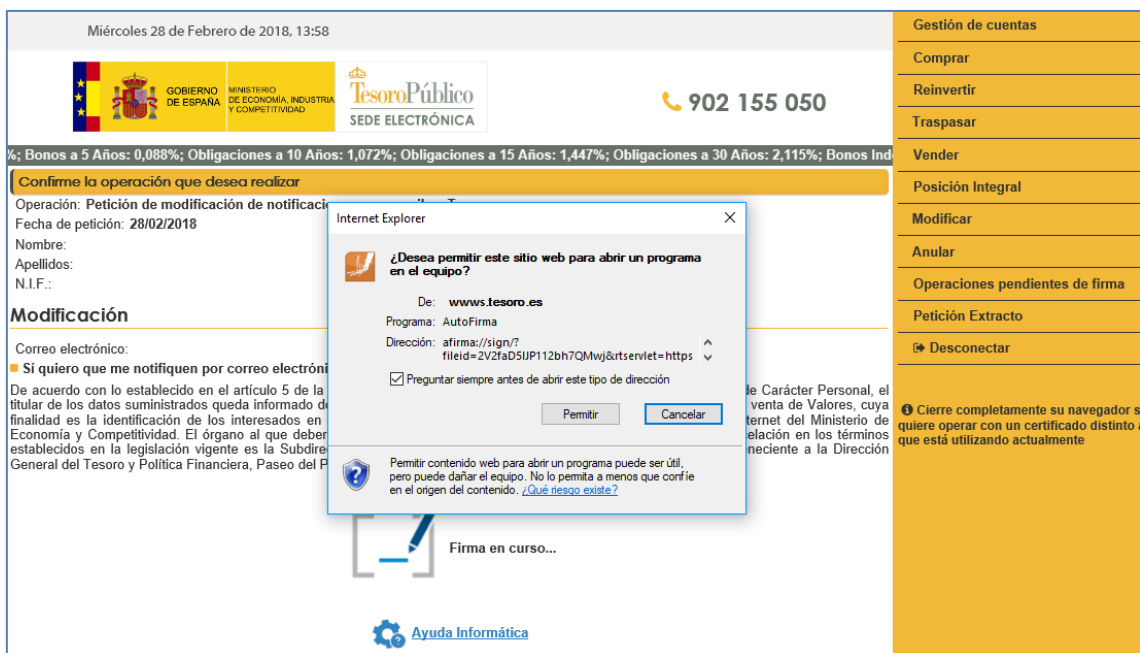 Miércoles 28 de Febrero de 2018, 13:58
GOBIERNO
DE ESPAÑA
MINISTERIO
DE ECONOMÍA, INDUSTRIA
Y COMPETITIVIDAD
TesoroPúblico
SEDE ELECTRÓNICA
902 155 050
%; Bonos a 5 Años: 0,088%; Obligaciones a 10 Años: 1,072%; Obligaciones a 15 Años: 1,447%; Obligaciones a 30 Años: 2,115%; Bonos Ind
Confirme la operación que desea realizar
Operación: Petición de modificación de notificaci
Fecha de petición: 28/02/2018
Nombre:
Apellidos:
N.I.F.:
Modificación
Correo electrónico:
Sí quiero que me notifiquen por correo electróni
De acuerdo con lo establecido en el artículo 5 de la
de Carácter Personal, el
titular de los datos suministrados queda informado d
venta de Valores, cuya
finalidad es la identificación de los interesados en
ternet del Ministerio de
Economía y Competitividad. El órgano al que deber
elación en los términos
establecidos en la legislación vigente es la Subdire
neciente a la Dirección
General del Tesoro y Política Financiera, Paseo del P
Internet Explorer
¿Desea permitir este sitio web para abrir un programa
en el equipo?
De: wwws.tesoro.es
Programa: AutoFirma
Dirección: afirma://sign/?
fileid=2V2faD5IJP112bh7QMwj&rtservlet=https
Preguntar siempre antes de abrir este tipo de dirección
Permitir
Cancelar
Permitir contenido web para abrir un programa puede ser útil,
pero puede dañar el equipo. No lo permita a menos que confíe
en el origen del contenido. ¿Qué riesgo existe?
Firma en curso...
Ayuda Informática
Gestión de cuentas
Comprar
Reinvertir
Traspasar
Vender
Posición Integral
Modificar
Anular
Operaciones pendientes de firma
Petición Extracto
Desconectar
Cierre completamente su navegador s
quiere operar con un certificado distinto a
que está utilizando actualmente